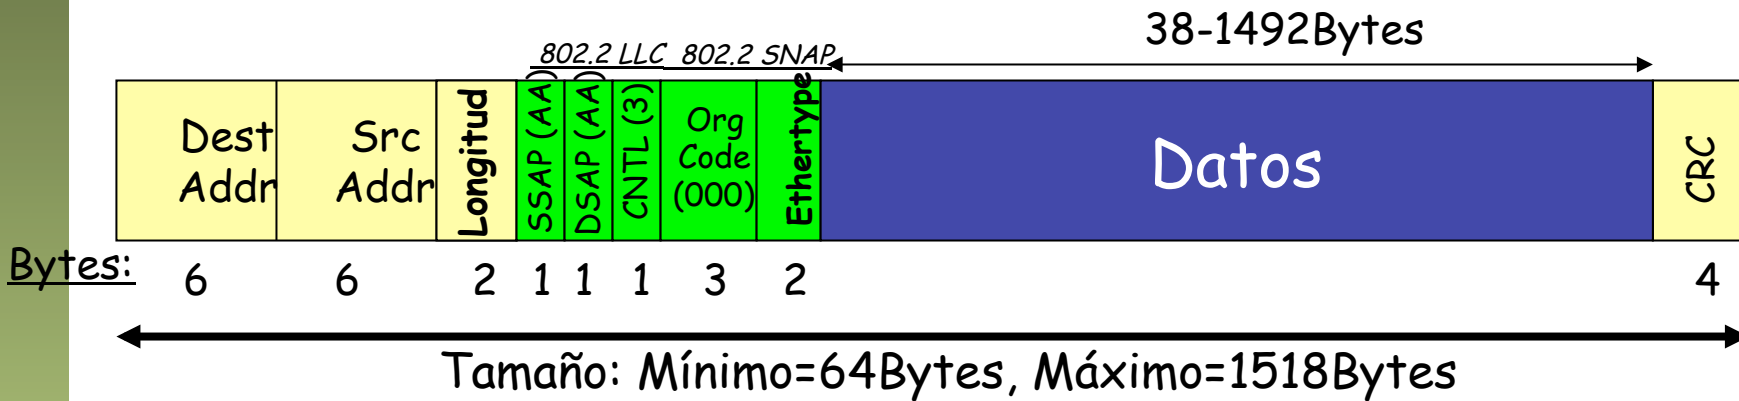 38-1492Bytes
802.2 LLC 802.2 SNAP
Dest
Addr
Src
Addr
Longitud
SSAP (AA)
DSAP (AA)
CNTL (3)
Org
Code
(000)
Ethertype
Datos
CRC
Bytes: 6 6 2 1 1 1 3 2 4
Tamaño: Mínimo=64Bytes, Máximo=1518Bytes